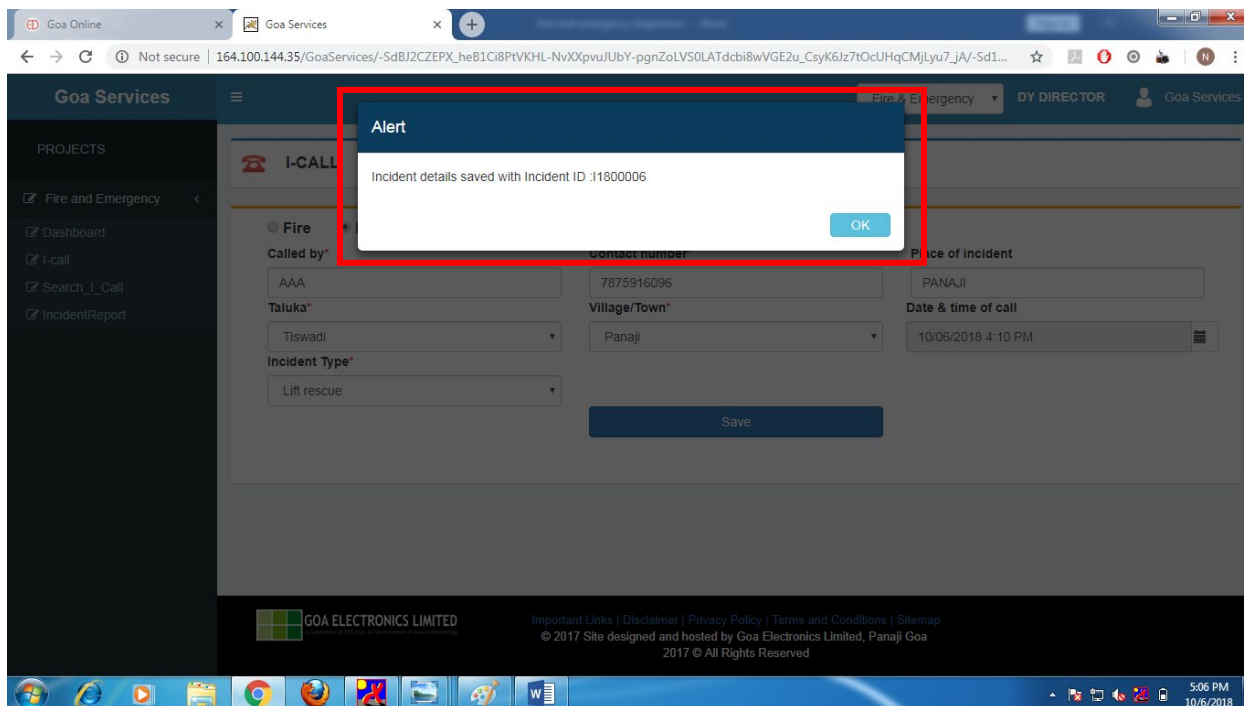 Goa Online
Goa Services
Not secure | 164.100.144.35/GoaServices/-SdBJ2CZEPX_heB1Ci8PtVKHL-NvXXpvuJUbY-pgnZoLVS0LATdcbi8wVGE2u_CsyK6Jz7tOcUHqCMjLyu7_jA/-Sd1...
N
Goa Services
Fire & Emergency
DY DIRECTOR
Goa Services
Alert
PROJECTS
I-CALL
Incident details saved with Incident ID :I1800006
Fire and Emergency
OK
Dashboard
Fire
I-call
Called by*
Contact number*
Place of incident
Search_I_Call
AAA
7875916096
PANAJI
IncidentReport
Taluka*
Village/Town*
Date & time of call
Tiswadi
Panaji
10/06/2018 4:10 PM
Incident Type*
Lift rescue
Save
GOA ELECTRONICS LIMITED
Important Links | Disclaimer | Privacy Policy | Terms and Conditions | Sitemap
© 2017 Site designed and hosted by Goa Electronics Limited, Panaji Goa
2017 © All Rights Reserved
5:06 PM
10/6/2018